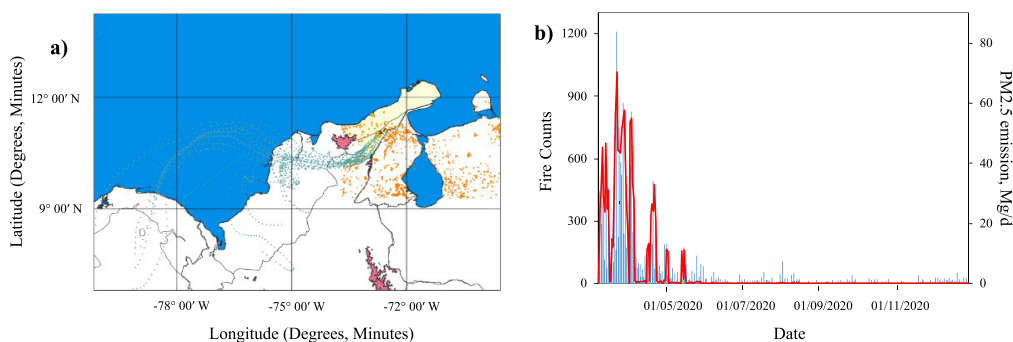 a)
Latitude (Degrees, Minutes)
12° 00′ N
9° 00′ N
-78° 00′ W
-75° 00′ W
-72° 00′ W
Longitude (Degrees, Minutes)
b)
Fire Counts
1200
900
600
300
0
80
60
40
20
0
PM2.5 emission, Mg/d
01/05/2020
01/07/2020
01/09/2020
01/11/2020
Date